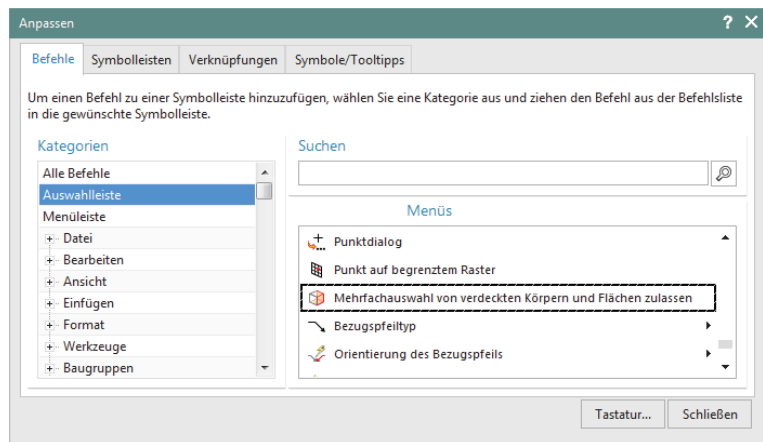 Anpassen
? X
Befehle Symbolleisten Verknüpfungen Symbole/Tooltipps
Um einen Befehl zu einer Symbolleiste hinzuzufügen, wählen Sie eine Kategorie aus und ziehen den Befehl aus der Befehlsliste
in die gewünschte Symbolleiste.
Kategorien
Alle Befehle
Auswahlleiste
Menüleiste
Datei
Bearbeiten
Ansicht
Einfügen
Format
Werkzeuge
Baugruppen
Suchen
Menüs
Punktdialog
Punkt auf begrenztem Raster
Mehrfachauswahl von verdeckten Körpern und Flächen zulassen
Bezugspfeiltyp
Orientierung des Bezugspfeils
Tastatur... Schließen